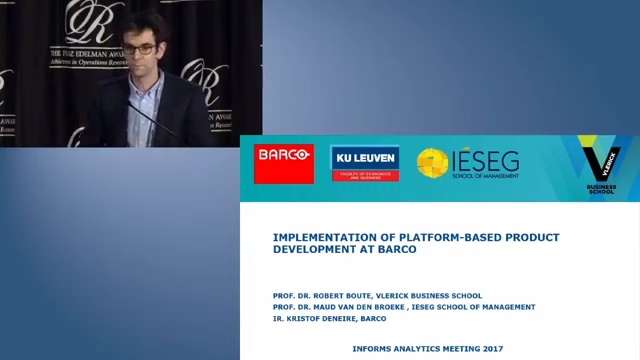 THE FRANZ EDELMAN AWARD
Achievement in Operations Research
BARCO
KU LEUVEN
FACULTY OF ECONOMICS
AND BUSINESS
IÉSEG
SCHOOL OF MANAGEMENT
VLERICK
BUSINESS
SCHOOL
IMPLEMENTATION OF PLATFORM-BASED PRODUCT
DEVELOPMENT AT BARCO
PROF. DR. ROBERT BOUTE, VLERICK BUSINESS SCHOOL
PROF. DR. MAUD VAN DEN BROEKE , IESEG SCHOOL OF MANAGEMENT
IR. KRISTOF DENEIRE, BARCO
INFORMS ANALYTICS MEETING 2017